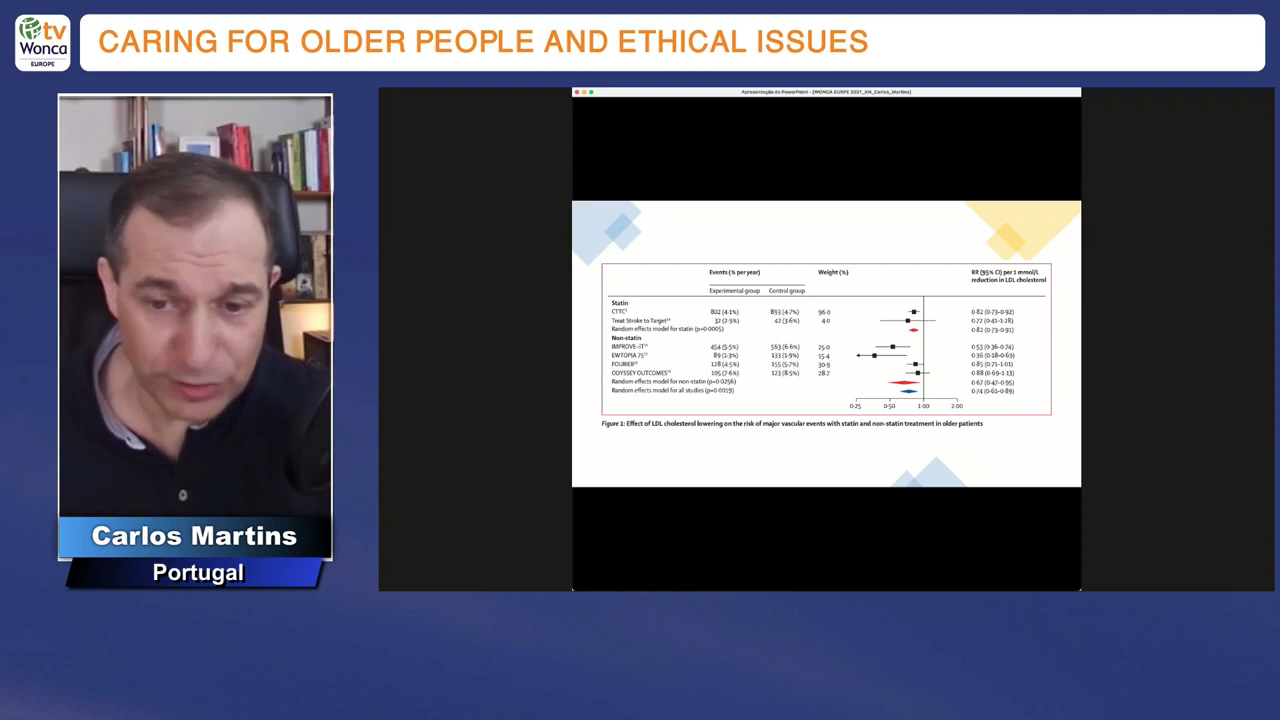 tv
Wonca
EUROPE
CARING FOR OLDER PEOPLE AND ETHICAL ISSUES
Apresentação do PowerPoint - [WONCA EURPE 2021_KN_Carlos_Martins]
Events (% per year)
Weight (%)
RR (95% CI) per 1 mmol/L
reduction in LDL cholesterol
Experimental group
Control group
Statin
CTTC
802 (4·1%) 893 (4·7%) 96·0 0·82 (0·73–0·92)
Treat Stroke to Target 32 (2·9%) 42 (3·6%) 4·0 0·72 (0·41–1·28)
Random effects model for statin (p=0·0005) 0·82 (0·73–0·91)
Non-statin
IMPROVE-IT 454 (5·5%) 563 (6·6%) 25·0 0·53 (0·36–0·74)
EWTOPIA 75 89 (1·3%) 133 (1·9%) 15·4 0·36 (0·18–0·69)
FOURIER 128 (4·5%) 155 (5·7%) 30·9 0·85 (0·71–1·01)
ODYSSEY OUTCOMES 105 (7·6%) 123 (8·5%) 28·7 0·88 (0·69–1·13)
Random effects model for non-statin (p=0·0256) 0·67 (0·47–0·95)
Random effects model for all studies (p=0·0019) 0·74 (0·61–0·89)
0·25 0·50 1·00 2·00
Figure 1: Effect of LDL cholesterol lowering on the risk of major vascular events with statin and non-statin treatment in older patients
Carlos Martins
Portugal